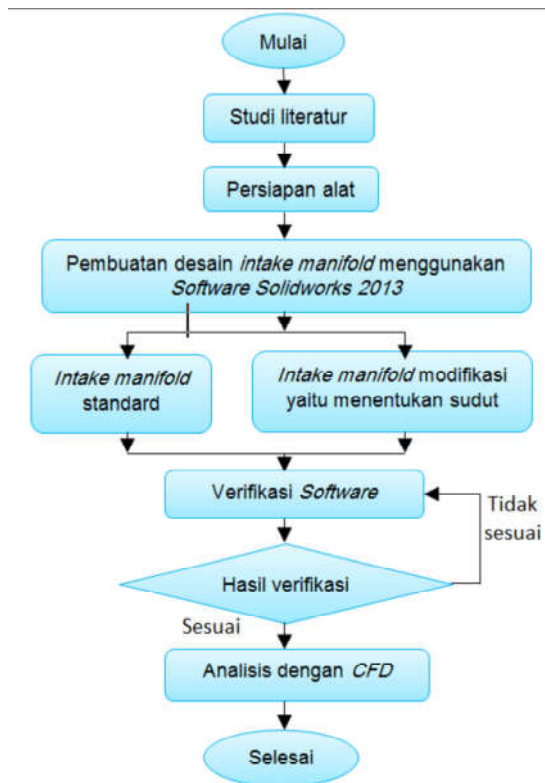 Mulai
Studi literatur
Persiapan alat
Pembuatan desain intake manifold menggunakan
Software Solidworks 2013
Intake manifold
standard
Intake manifold modifikasi
yaitu menentukan sudut
Verifikasi Software
Tidak
sesuai
Hasil verifikasi
Sesuai
Analisis dengan CFD
Selesai